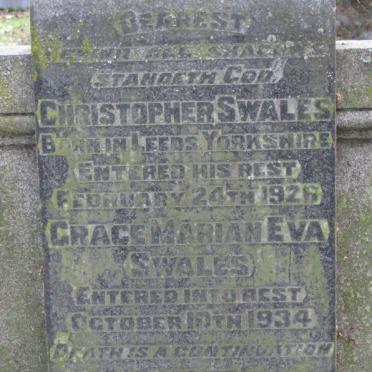 DEAREST
STANDETH GOD
CHRISTOPHER SWALES
BORN IN LEEDS YORKSHIRE
ENTERED HIS REST
FEBRUARY 24TH 1926
GRACE MARIAN EVA
(SWALES)
ENTERED INTO REST
OCTOBER 19TH 1934
DEATH IS A CONTINUATION